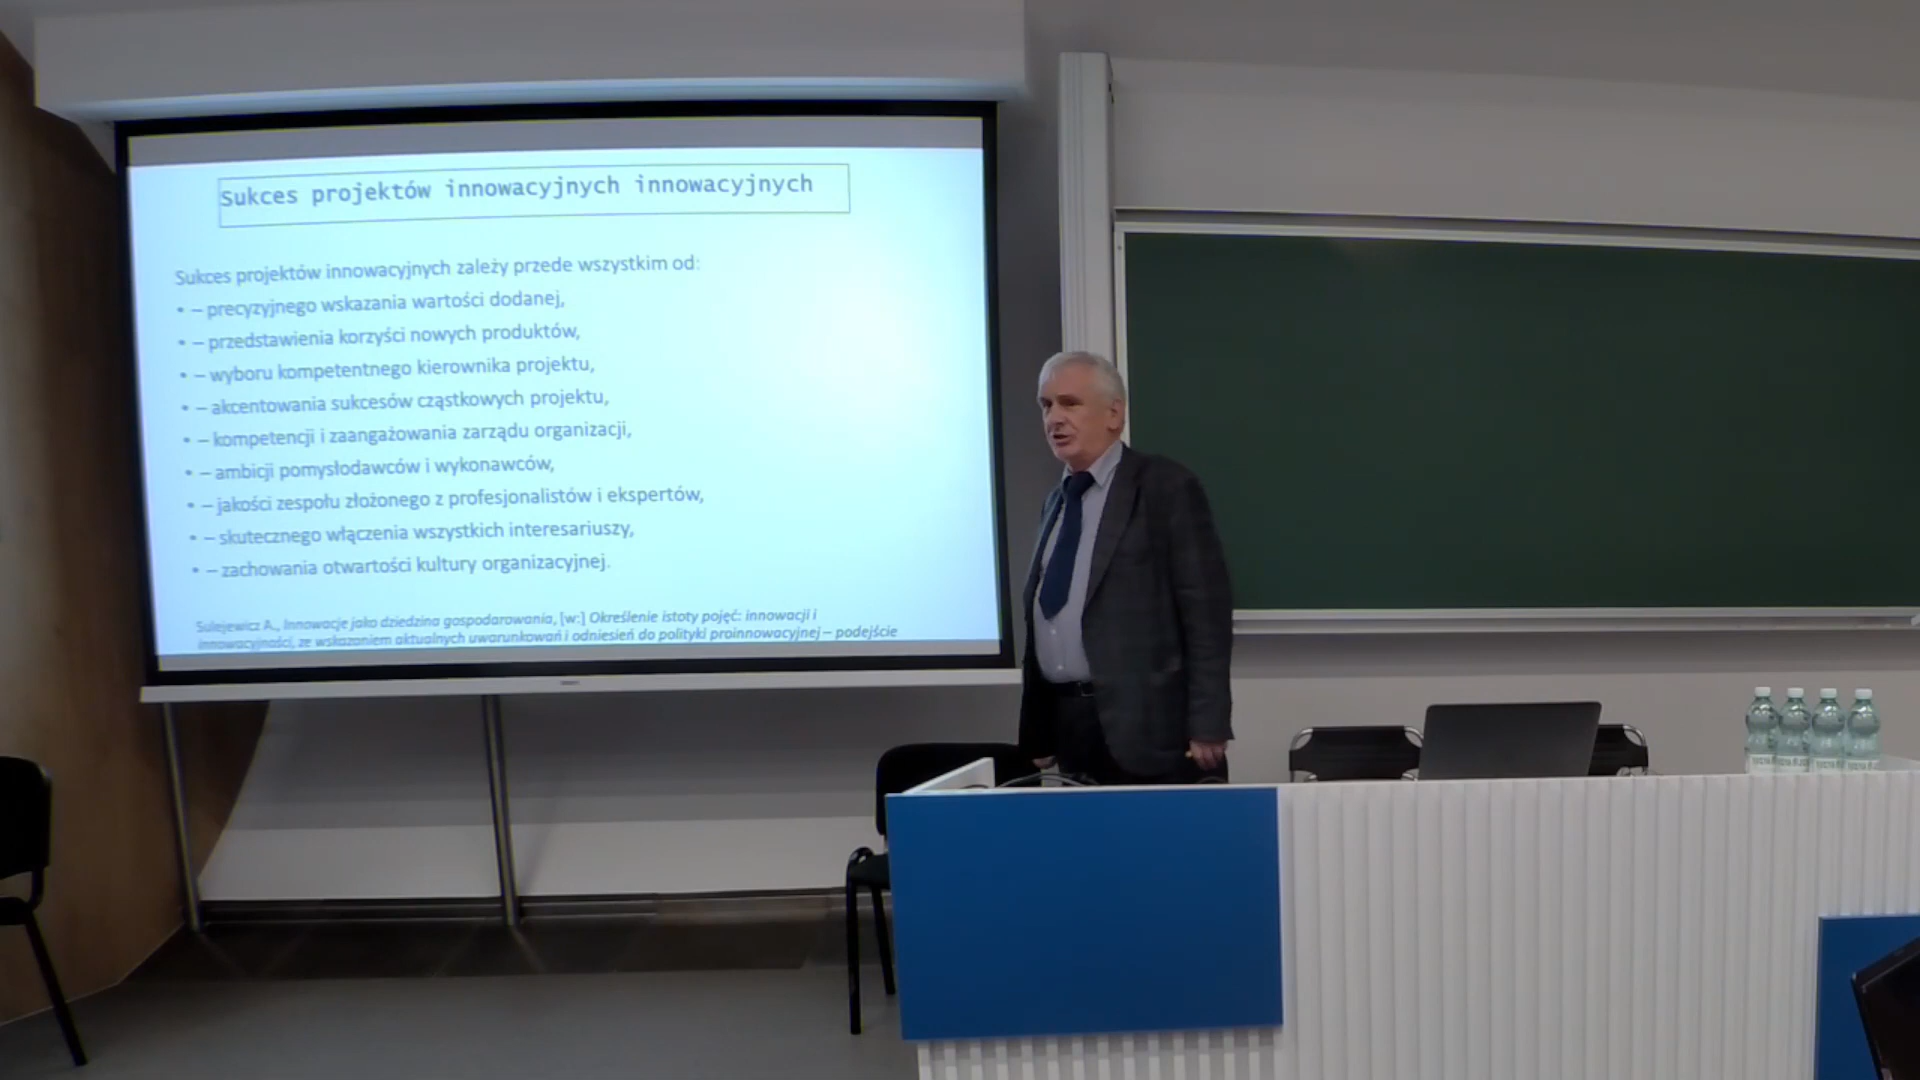 Sukces projektów innowacyjnych innowacyjnych
Sukces projektów innowacyjnych zależy przede wszystkim od:
• – precyzyjnego wskazania wartości dodanej,
• – przedstawienia korzyści nowych produktów,
• – wyboru kompetentnego kierownika projektu,
• – akcentowania sukcesów cząstkowych projektu,
• – kompetencji i zaangażowania zarządu organizacji,
• – ambicji pomysłodawców i wykonawców,
• – jakości zespołu złożonego z profesjonalistów i ekspertów,
• – skutecznego włączenia wszystkich interesariuszy,
• – zachowania otwartości kultury organizacyjnej.
Sulejewicz A., Innowacje jako dziedzina gospodarowania, [w:] Określenie istoty pojęć: innowacji i
innowacyjności, ze wskazaniem aktualnych uwarunkowań i odniesień do polityki proinnowacyjnej – podejście